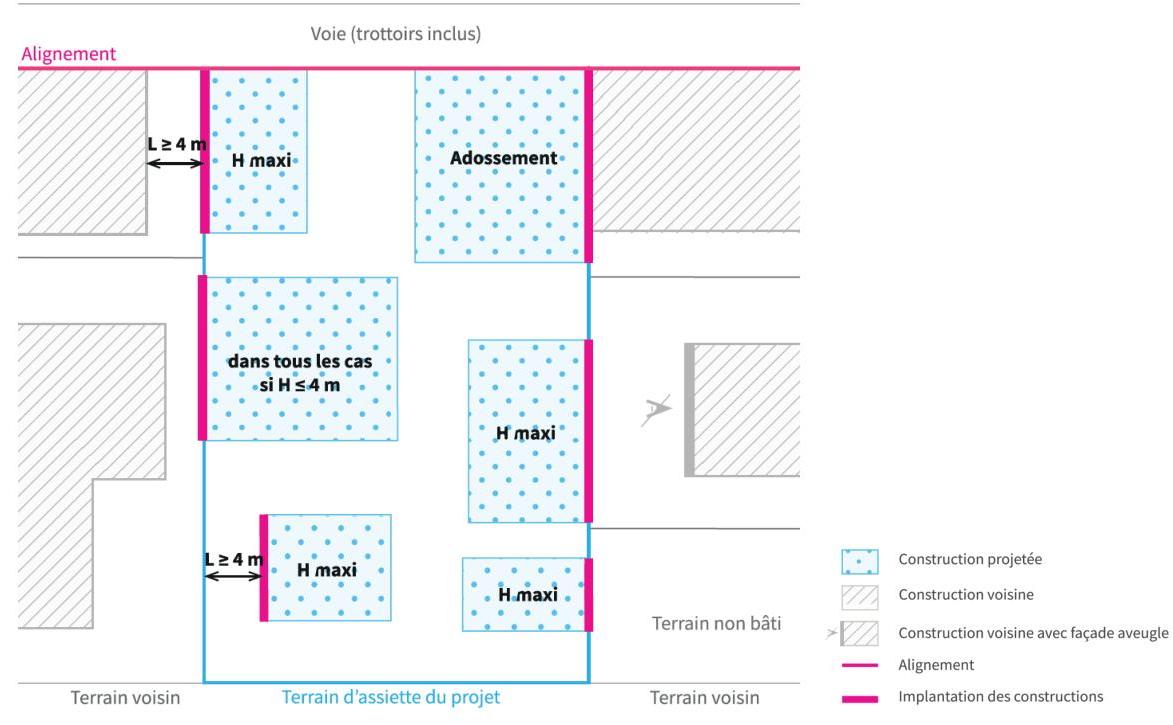 Voie (trottoirs inclus)
Alignement
L ≥ 4 m
H maxi
Adossement
dans tous les cas
si H ≤ 4 m
H maxi
L ≥ 4 m
H maxi
H maxi
Terrain non bâti
Terrain voisin
Terrain d’assiette du projet
Terrain voisin
Construction projetée
Construction voisine
Construction voisine avec façade aveugle
Alignement
Implantation des constructions